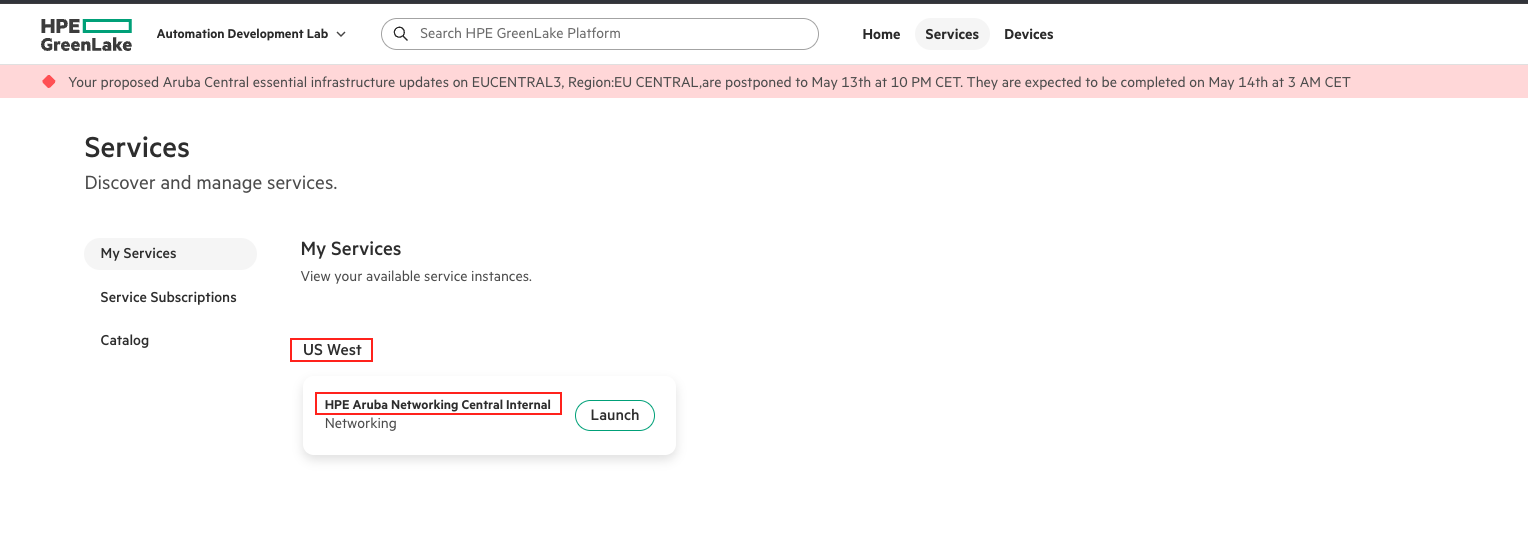 HPE
GreenLake
Automation Development Lab
Search HPE GreenLake Platform
Home
Services
Devices
Your proposed Aruba Central essential infrastructure updates on EUCENTRAL3, Region:EU CENTRAL,are postponed to May 13th at 10 PM CET. They are expected to be completed on May 14th at 3 AM CET
Services
Discover and manage services.
My Services
Service Subscriptions
Catalog
My Services
View your available service instances.
US West
HPE Aruba Networking Central Internal
Networking
Launch